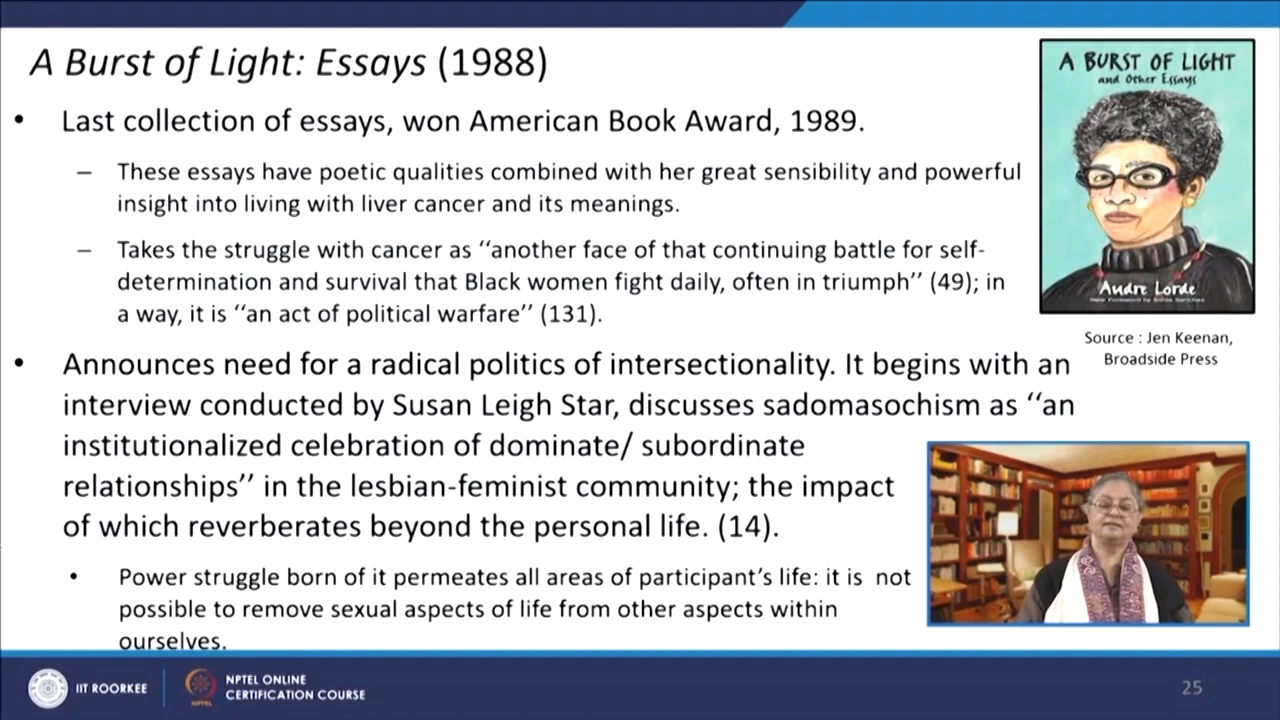 A Burst of Light: Essays (1988)
• Last collection of essays, won American Book Award, 1989.
– These essays have poetic qualities combined with her great sensibility and powerful
insight into living with liver cancer and its meanings.
– Takes the struggle with cancer as ‘‘another face of that continuing battle for self-
determination and survival that Black women fight daily, often in triumph’’ (49); in
a way, it is ‘‘an act of political warfare’’ (131).
• Announces need for a radical politics of intersectionality. It begins with an
interview conducted by Susan Leigh Star, discusses sadomasochism as ‘‘an
institutionalized celebration of dominate/ subordinate
relationships’’ in the lesbian-feminist community; the impact
of which reverberates beyond the personal life. (14).
• Power struggle born of it permeates all areas of participant’s life: it is not
possible to remove sexual aspects of life from other aspects within
ourselves.
A BURST OF LIGHT
and Other Essays
Audre Lorde
Source : Jen Keenan,
Broadside Press
IIT ROORKEE
NPTEL
NPTEL ONLINE
CERTIFICATION COURSE
25